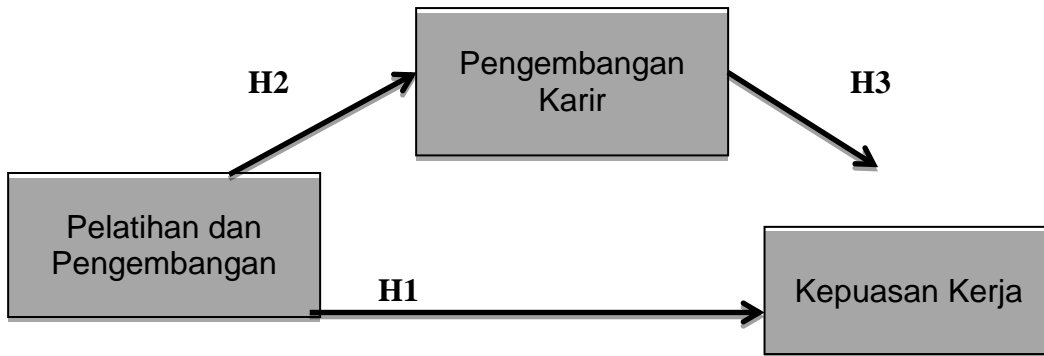 Pengembangan
Karir
H2
H3
Pelatihan dan
Pengembangan
H1
Kepuasan Kerja